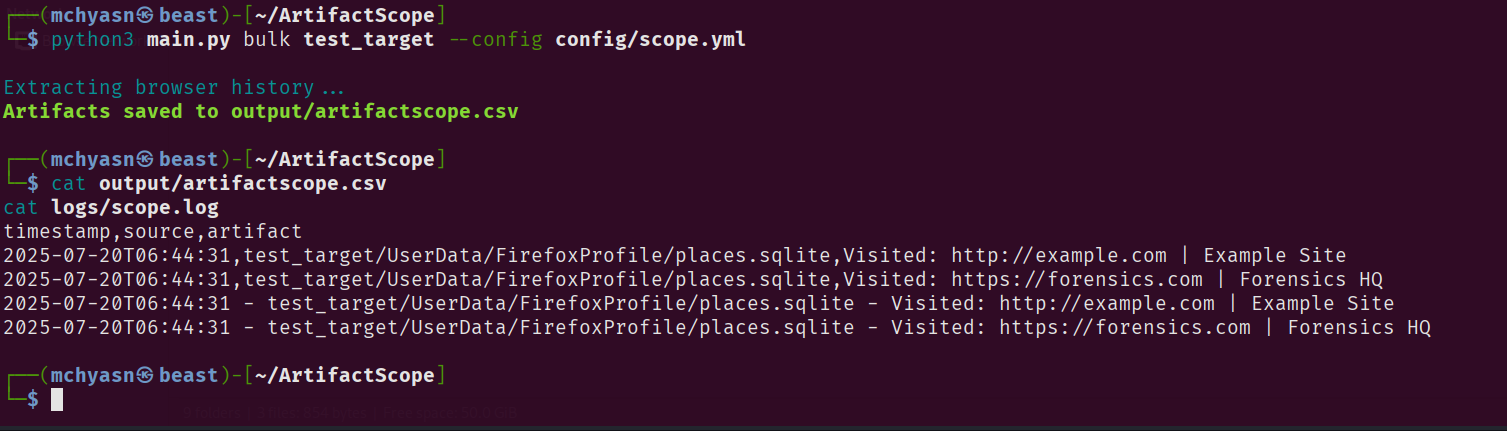 ┌──(mchyasn㉿beast)-[~/ArtifactScope]
└─$ python3 main.py bulk test_target --config config/scope.yml
Extracting browser history...
Artifacts saved to output/artifactscope.csv
┌──(mchyasn㉿beast)-[~/ArtifactScope]
└─$ cat output/artifactscope.csv
cat logs/scope.log
timestamp,source,artifact
2025-07-20T06:44:31,test_target/UserData/FirefoxProfile/places.sqlite,Visited: http://example.com | Example Site
2025-07-20T06:44:31,test_target/UserData/FirefoxProfile/places.sqlite,Visited: https://forensics.com | Forensics HQ
2025-07-20T06:44:31 - test_target/UserData/FirefoxProfile/places.sqlite - Visited: http://example.com | Example Site
2025-07-20T06:44:31 - test_target/UserData/FirefoxProfile/places.sqlite - Visited: https://forensics.com | Forensics HQ
┌──(mchyasn㉿beast)-[~/ArtifactScope]
└─$